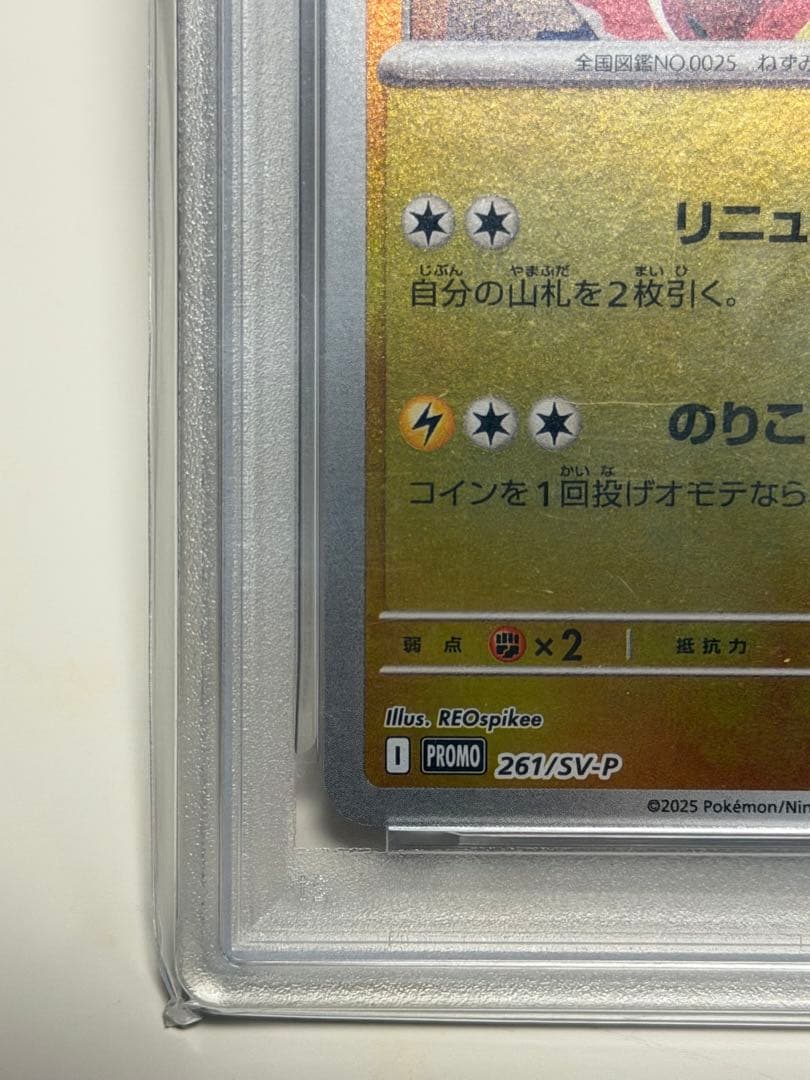 全国図鑑NO.0025 ねずみ
リニュ
じぶん やまふだ まい ひ
自分の山札を2枚引く。
のりこ
かい な
コインを1回投げオモテなら
弱点 ×2 抵抗力
Illus. REOspikee
I PROMO 261/SV-P
©2025 Pokémon/Nin